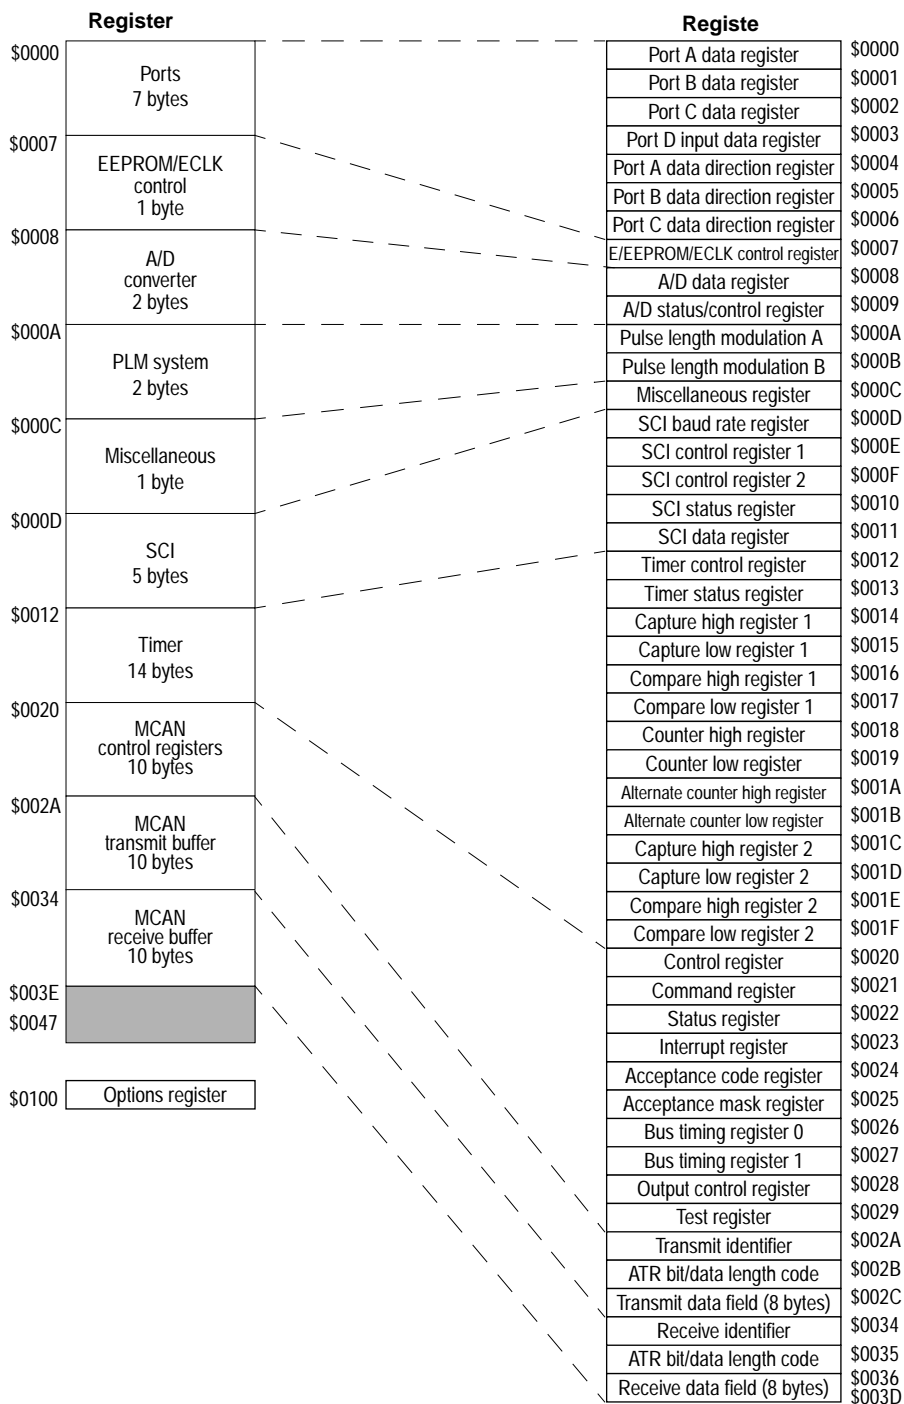 Register
$0000
Ports
7 bytes
$0007
EEPROM/ECLK
control
1 byte
$0008
A/D
converter
2 bytes
$000A
PLM system
2 bytes
$000C
Miscellaneous
1 byte
$000D
SCI
5 bytes
$0012
Timer
14 bytes
$0020
MCAN
control registers
10 bytes
$002A
MCAN
transmit buffer
10 bytes
$0034
MCAN
receive buffer
10 bytes
$003E
$0047
$0100 Options register
Registe
Port A data register $0000
Port B data register $0001
Port C data register $0002
Port D input data register $0003
Port A data direction register $0004
Port B data direction register $0005
Port C data direction register $0006
E/EEPROM/ECLK control register $0007
A/D data register $0008
A/D status/control register $0009
Pulse length modulation A $000A
Pulse length modulation B $000B
Miscellaneous register $000C
SCI baud rate register $000D
SCI control register 1 $000E
SCI control register 2 $000F
SCI status register $0010
SCI data register $0011
Timer control register $0012
Timer status register $0013
Capture high register 1 $0014
Capture low register 1 $0015
Compare high register 1 $0016
Compare low register 1 $0017
Counter high register $0018
Counter low register $0019
Alternate counter high register $001A
Alternate counter low register $001B
Capture high register 2 $001C
Capture low register 2 $001D
Compare high register 2 $001E
Compare low register 2 $001F
Control register $0020
Command register $0021
Status register $0022
Interrupt register $0023
Acceptance code register $0024
Acceptance mask register $0025
Bus timing register 0 $0026
Bus timing register 1 $0027
Output control register $0028
Test register $0029
Transmit identifier $002A
ATR bit/data length code $002B
Transmit data field (8 bytes) $002C
Receive identifier $0034
ATR bit/data length code $0035
Receive data field (8 bytes) $0036
$003D